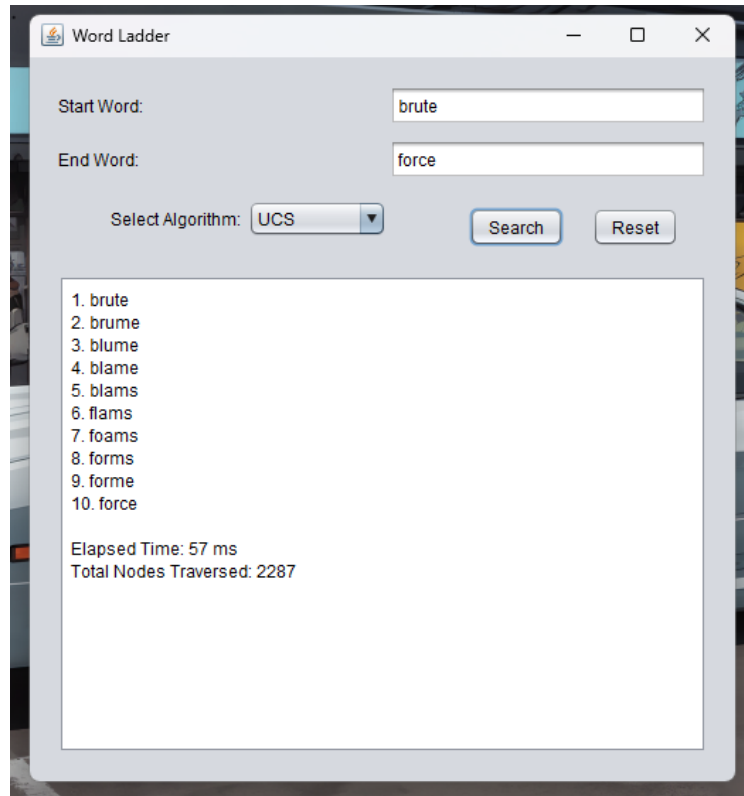 Word Ladder
Start Word: brute
End Word: force
Select Algorithm: UCS Search Reset
1. brute
2. brume
3. blume
4. blame
5. blams
6. flams
7. foams
8. forms
9. forme
10. force
Elapsed Time: 57 ms
Total Nodes Traversed: 2287